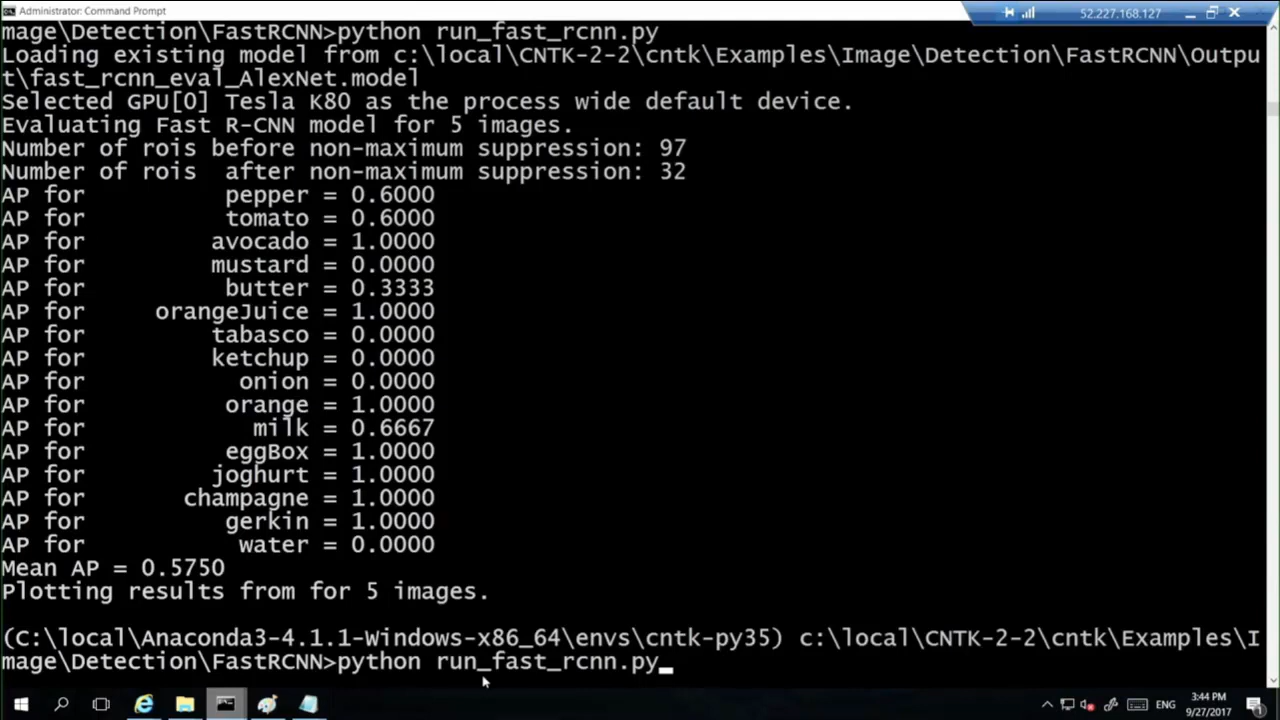 Administrator: Command Prompt
52.227.168.127
mage\Detection\FastRCNN>python run_fast_rcnn.py
Loading existing model from c:\local\CNTK-2-2\cntk\Examples\Image\Detection\FastRCNN\Outpu
t\fast_rcnn_eval_AlexNet.model
Selected GPU[0] Tesla K80 as the process wide default device.
Evaluating Fast R-CNN model for 5 images.
Number of rois before non-maximum suppression: 97
Number of rois  after non-maximum suppression: 32
AP for          pepper = 0.6000
AP for          tomato = 0.6000
AP for         avocado = 1.0000
AP for         mustard = 0.0000
AP for          butter = 0.3333
AP for     orangeJuice = 1.0000
AP for         tabasco = 0.0000
AP for         ketchup = 0.0000
AP for           onion = 0.0000
AP for          orange = 1.0000
AP for            milk = 0.6667
AP for          eggBox = 1.0000
AP for         joghurt = 1.0000
AP for       champagne = 1.0000
AP for          gerkin = 1.0000
AP for           water = 0.0000
Mean AP = 0.5750
Plotting results from for 5 images.
(C:\local\Anaconda3-4.1.1-Windows-x86_64\envs\cntk-py35) c:\local\CNTK-2-2\cntk\Examples\I
mage\Detection\FastRCNN>python run_fast_rcnn.py
ENG
3:44 PM
9/27/2017
1